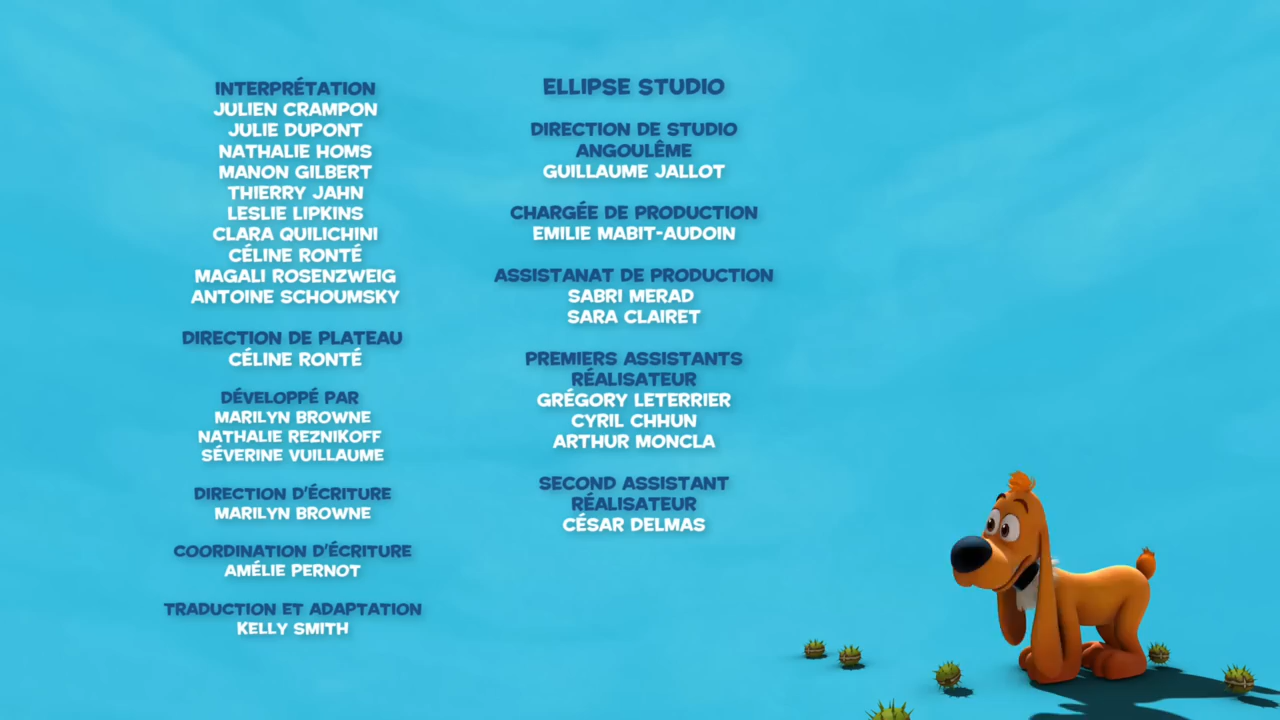 INTERPRÉTATION
JULIEN CRAMPON
JULIE DUPONT
NATHALIE HOMS
MANON GILBERT
THIERRY JAHN
LESLIE LIPKINS
CLARA QUILICHINI
CÉLINE RONTÉ
MAGALI ROSENZWEIG
ANTOINE SCHOUMSKY
DIRECTION DE PLATEAU
CÉLINE RONTÉ
DÉVELOPPÉ PAR
MARILYN BROWNE
NATHALIE REZNIKOFF
SÉVERINE VUILLAUME
DIRECTION D'ÉCRITURE
MARILYN BROWNE
COORDINATION D'ÉCRITURE
AMÉLIE PERNOT
TRADUCTION ET ADAPTATION
KELLY SMITH
ELLIPSE STUDIO
DIRECTION DE STUDIO
ANGOULÊME
GUILLAUME JALLOT
CHARGÉE DE PRODUCTION
EMILIE MABIT-AUDOIN
ASSISTANAT DE PRODUCTION
SABRI MERAD
SARA CLAIRET
PREMIERS ASSISTANTS
RÉALISATEUR
GRÉGORY LETERRIER
CYRIL CHHUN
ARTHUR MONCLA
SECOND ASSISTANT
RÉALISATEUR
CÉSAR DELMAS